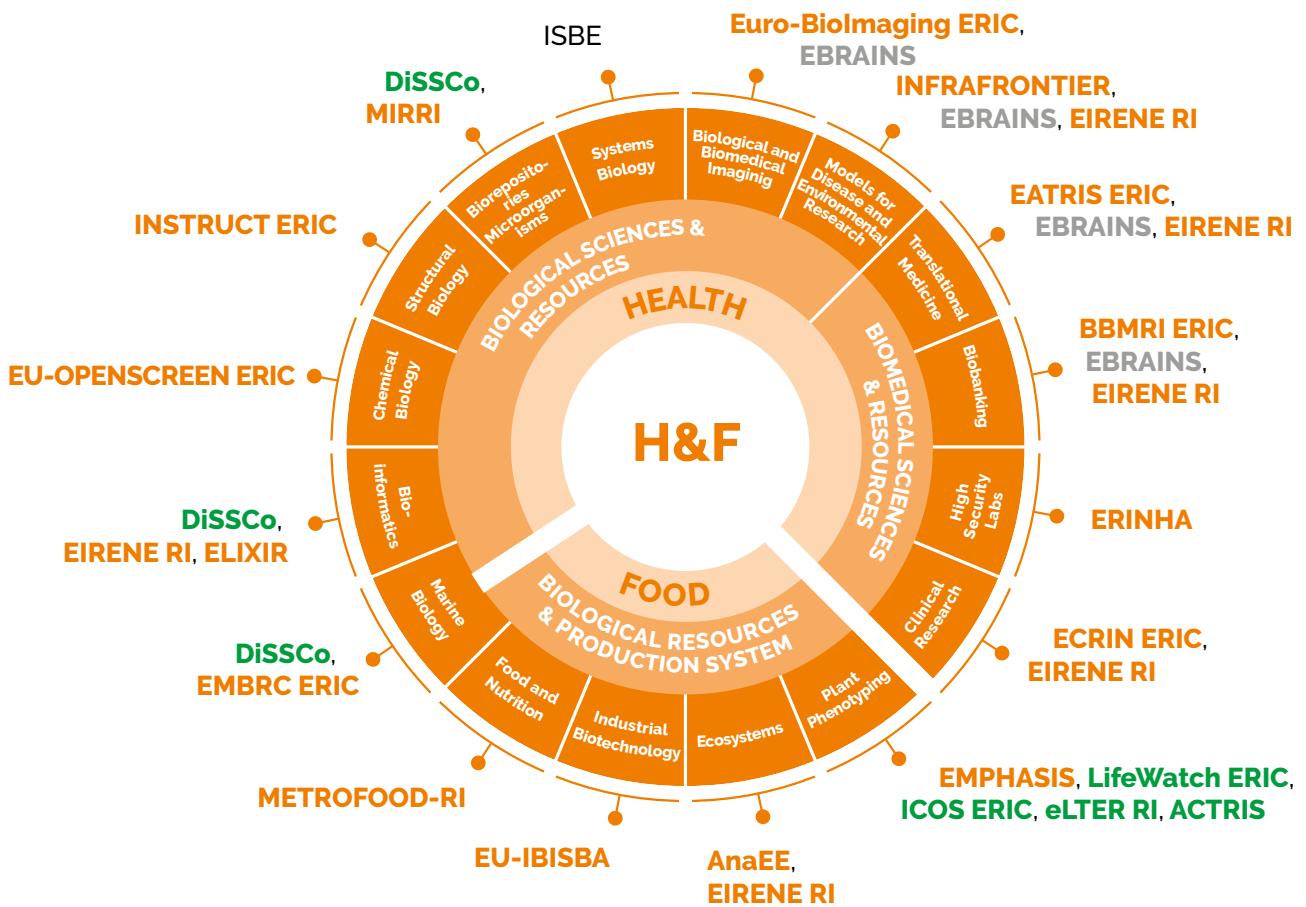 ISBE
Euro-BioImaging ERIC,
EBRAINS
DiSSCo,
MIRRI
INFRAFRONTIER,
EBRAINS, EIRENE RI
INSTRUCT ERIC
EATRIS ERIC,
EBRAINS, EIRENE RI
EU-OPENSCREEN ERIC
BBMRI ERIC,
EBRAINS,
EIRENE RI
DiSSCo,
EIRENE RI, ELIXIR
ERINHA
DiSSCo,
EMBRC ERIC
ECRIN ERIC,
EIRENE RI
METROFOOD-RI
EMPHASIS, LifeWatch ERIC,
ICOS ERIC, eLTER RI, ACTRIS
EU-IBISBA
AnaEE,
EIRENE RI
Systems
Biology
Biological and
Biomedical
Imaginig
Models for
Disease and
Environmental
Research
Translational
Medicine
Biobanking
High
Security
Labs
Clinical
Research
Plant
Phenotyping
Ecosystems
Industrial
Biotechnology
Food and
Nutrition
Marine
Biology
Bio-
informatics
Chemical
Biology
Structural
Biology
Bioreposito-
ries
Microorgan-
isms
BIOLOGICAL SCIENCES &
RESOURCES
BIOMEDICAL SCIENCES
& RESOURCES
BIOLOGICAL RESOURCES
& PRODUCTION SYSTEM
HEALTH
H&F
FOOD